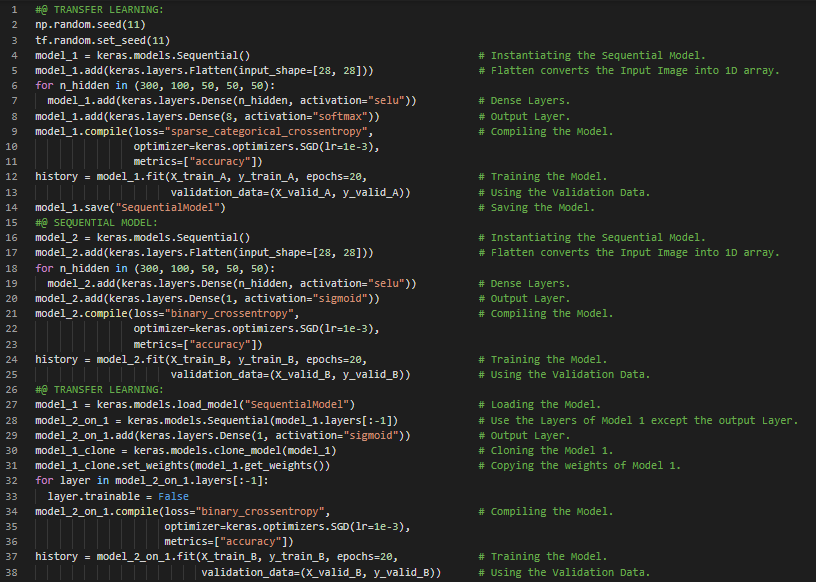 1 #@ TRANSFER LEARNING:
2 np.random.seed(11)
3 tf.random.set_seed(11)
4 model_1 = keras.models.Sequential() # Instantiating the Sequential Model.
5 model_1.add(keras.layers.Flatten(input_shape=[28, 28])) # Flatten converts the Input Image into 1D array.
6 for n_hidden in (300, 100, 50, 50, 50):
7 model_1.add(keras.layers.Dense(n_hidden, activation="selu")) # Dense Layers.
8 model_1.add(keras.layers.Dense(8, activation="softmax")) # Output Layer.
9 model_1.compile(loss="sparse_categorical_crossentropy", # Compiling the Model.
10 optimizer=keras.optimizers.SGD(lr=1e-3),
11 metrics=["accuracy"])
12 history = model_1.fit(X_train_A, y_train_A, epochs=20, # Training the Model.
13 validation_data=(X_valid_A, y_valid_A)) # Using the Validation Data.
14 model_1.save("SequentialModel") # Saving the Model.
15 #@ SEQUENTIAL MODEL:
16 model_2 = keras.models.Sequential() # Instantiating the Sequential Model.
17 model_2.add(keras.layers.Flatten(input_shape=[28, 28])) # Flatten converts the Input Image into 1D array.
18 for n_hidden in (300, 100, 50, 50, 50):
19 model_2.add(keras.layers.Dense(n_hidden, activation="selu")) # Dense Layers.
20 model_2.add(keras.layers.Dense(1, activation="sigmoid")) # Output Layer.
21 model_2.compile(loss="binary_crossentropy", # Compiling the Model.
22 optimizer=keras.optimizers.SGD(lr=1e-3),
23 metrics=["accuracy"])
24 history = model_2.fit(X_train_B, y_train_B, epochs=20, # Training the Model.
25 validation_data=(X_valid_B, y_valid_B)) # Using the Validation Data.
26 #@ TRANSFER LEARNING:
27 model_1 = keras.models.load_model("SequentialModel") # Loading the Model.
28 model_2_on_1 = keras.models.Sequential(model_1.layers[:-1]) # Use the Layers of Model 1 except the output Layer.
29 model_2_on_1.add(keras.layers.Dense(1, activation="sigmoid")) # Output Layer.
30 model_1_clone = keras.models.clone_model(model_1) # Cloning the Model 1.
31 model_1_clone.set_weights(model_1.get_weights()) # Copying the weights of Model 1.
32 for layer in model_2_on_1.layers[:-1]:
33 layer.trainable = False
34 model_2_on_1.compile(loss="binary_crossentropy", # Compiling the Model.
35 optimizer=keras.optimizers.SGD(lr=1e-3),
36 metrics=["accuracy"])
37 history = model_2_on_1.fit(X_train_B, y_train_B, epochs=20, # Training the Model.
38 validation_data=(X_valid_B, y_valid_B)) # Using the Validation Data.